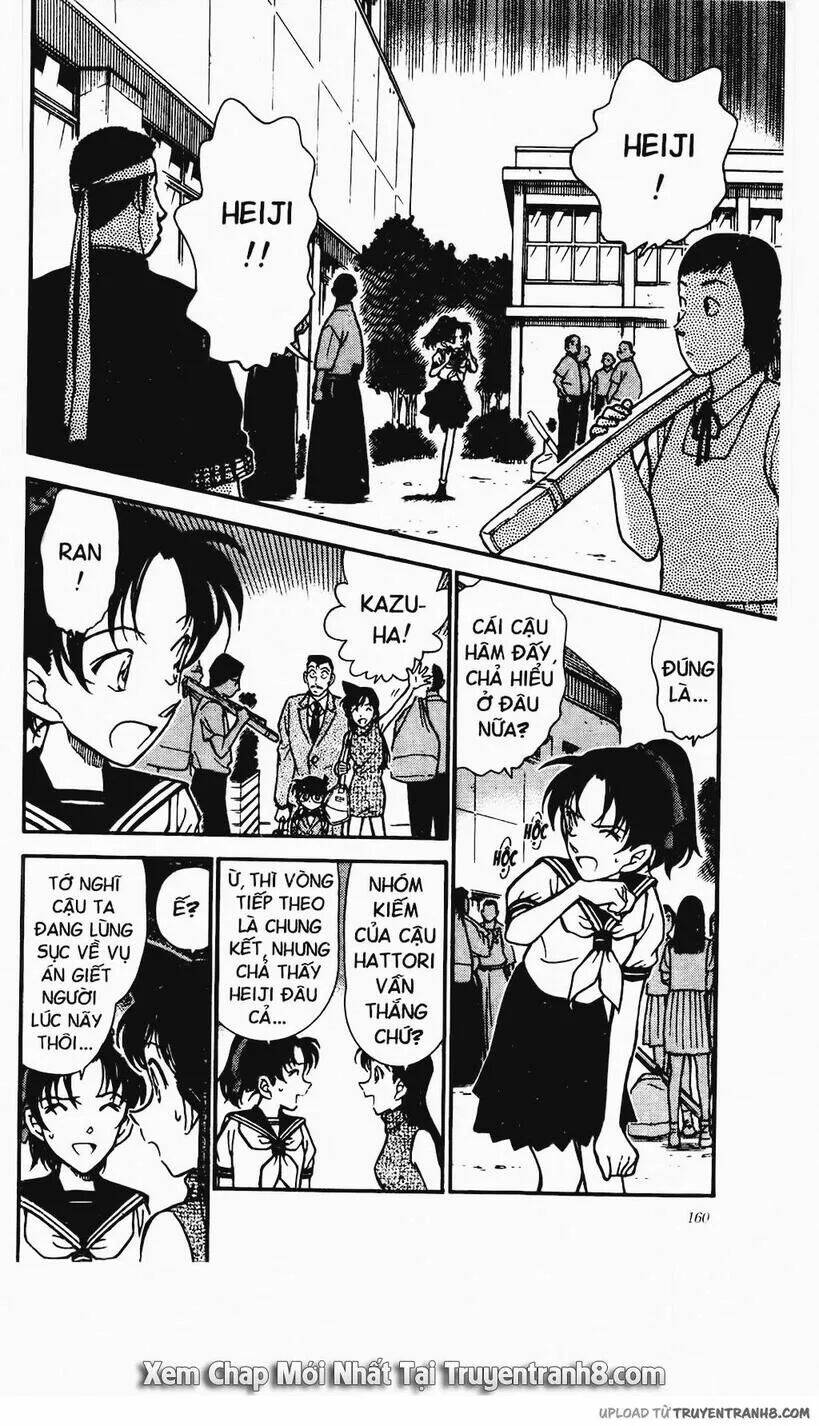 HEIJI
!
HEIJI
!!
ĐÚNG
LÀ...
CÁI CẬU
HÂM ĐẤY,
CHẢ HIỂU
Ở ĐÂU
NỮA?
HỘC
HỘC
KAZU-
HA!
RAN
!
NHÓM
KIẾM
CỦA CẬU
HATTORI
VẪN
THẮNG
CHỨ?
Ừ, THÌ VÒNG
TIẾP THEO
LÀ CHUNG
KẾT, NHƯNG
CHẢ THẤY
HEIJI ĐÂU
CẢ...
Ế?
TỚ NGHĨ
CẬU TA
ĐANG LÙNG
SỤC VỀ VỤ
ÁN GIẾT
NGƯỜI
LÚC NÃY
THÔI...
160
Xem Chap Mới Nhất Tại Truyentranh8.com
UPLOAD TỪ TRUYENTRANH8.COM